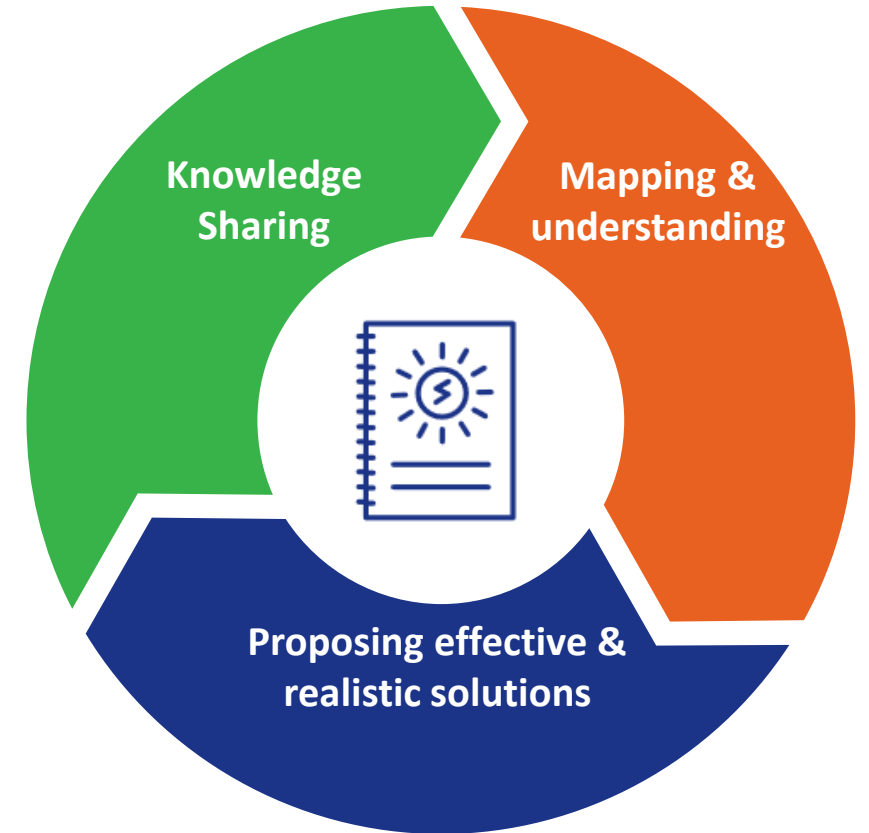 Knowledge
Sharing
Mapping &
understanding
Proposing effective &
realistic solutions